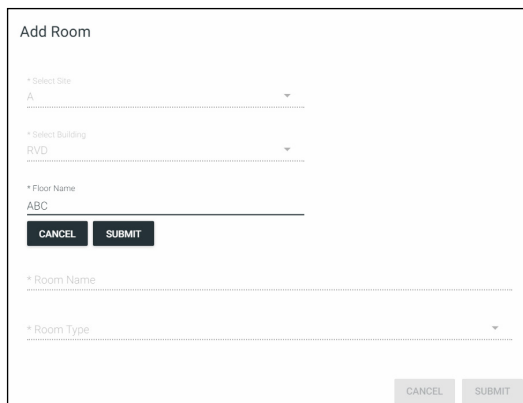 Add Room
* Select Site
A
* Select Building
RVD
* Floor Name
ABC
CANCEL SUBMIT
* Room Name
* Room Type
CANCEL SUBMIT